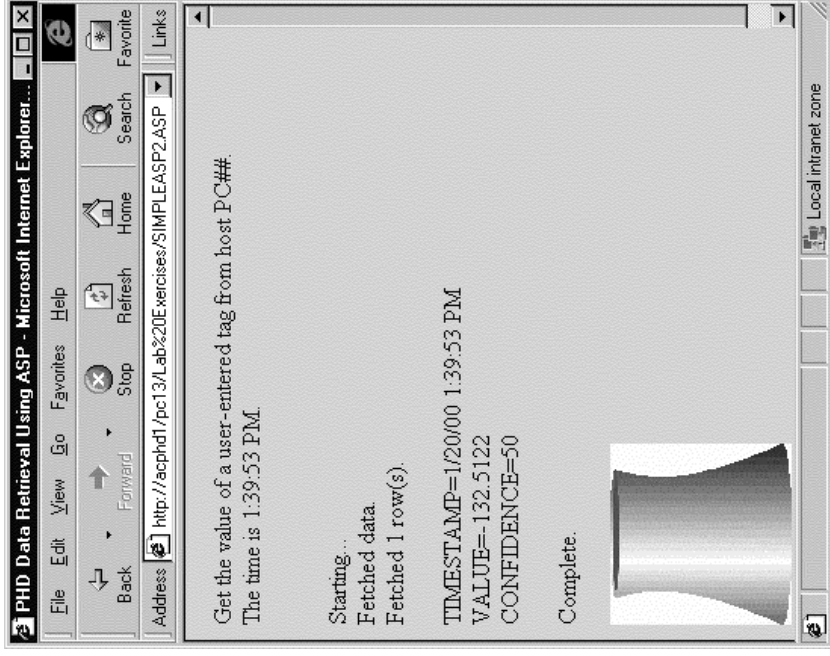 PHD Data Retrieval Using ASP - Microsoft Internet Explorer...
File Edit View Go Favorites Help
Back Forward Stop Refresh Home Search Favorite
Address http://acphd1/pc13/Lab%20Exercises/SIMPLEASP2.ASP Links
Get the value of a user-entered tag from host PC##.
The time is 1:39:53 PM.
Starting...
Fetched data.
Fetched 1 row(s).
TIMESTAMP=1/20/00 1:39:53 PM
VALUE=-132.5122
CONFIDENCE=50
Complete.
Local intranet zone